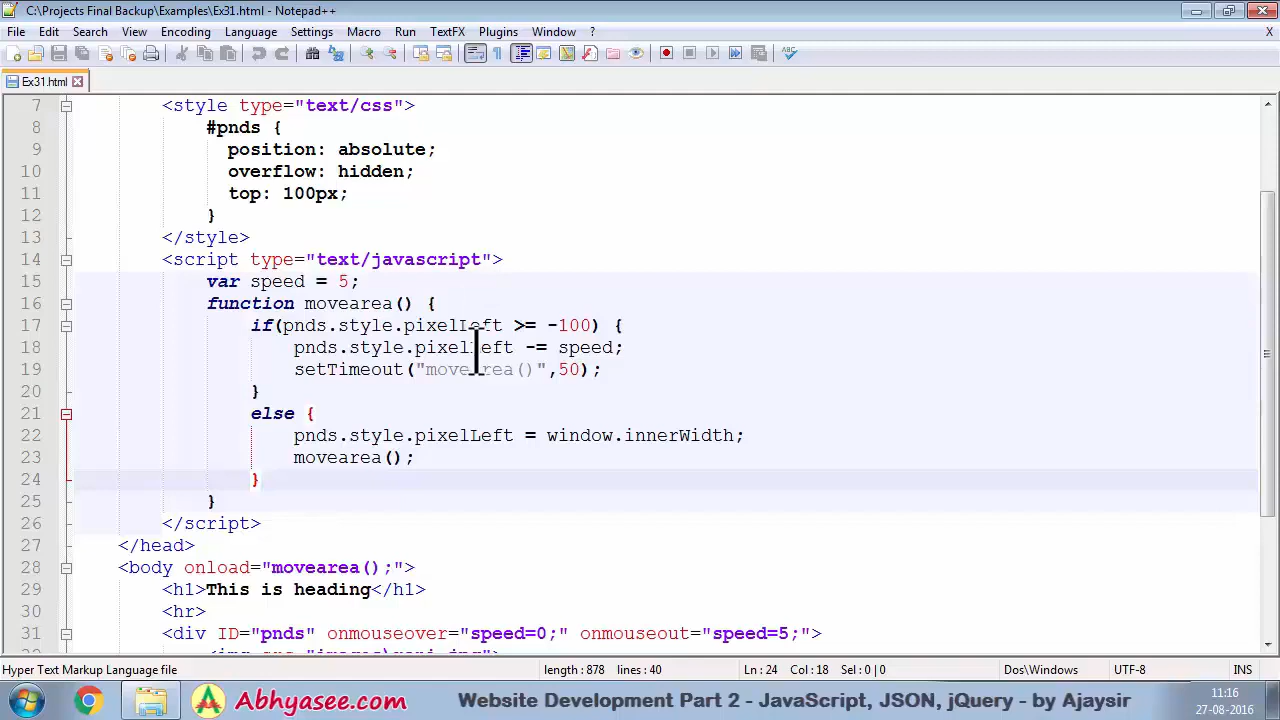 C:\Projects Final Backup\Examples\Ex31.html - Notepad++
File Edit Search View Encoding Language Settings Macro Run TextFX Plugins Window ? X
ABC
Ex31.html
7 <style type="text/css">
8 #pnds {
9 position: absolute;
10 overflow: hidden;
11 top: 100px;
12 }
13 </style>
14 <script type="text/javascript">
15 var speed = 5;
16 function movearea() {
17 if(pnds.style.pixelLeft >= -100) {
18 pnds.style.pixelLeft -= speed;
19 setTimeout("movearea()",50);
20 }
21 else {
22 pnds.style.pixelLeft = window.innerWidth;
23 movearea();
24 }
25 }
26 </script>
27 </head>
28 <body onload="movearea();">
29 <h1>This is heading</h1>
30 <hr>
31 <div ID="pnds" onmouseover="speed=0;" onmouseout="speed=5;">
Hyper Text Markup Language file length : 878 lines : 40 Ln : 24 Col : 18 Sel : 0 | 0 Dos\Windows UTF-8 INS
Abhyasee.com Website Development Part 2 - JavaScript, JSON, jQuery - by Ajaysir
11:16
27-08-2016